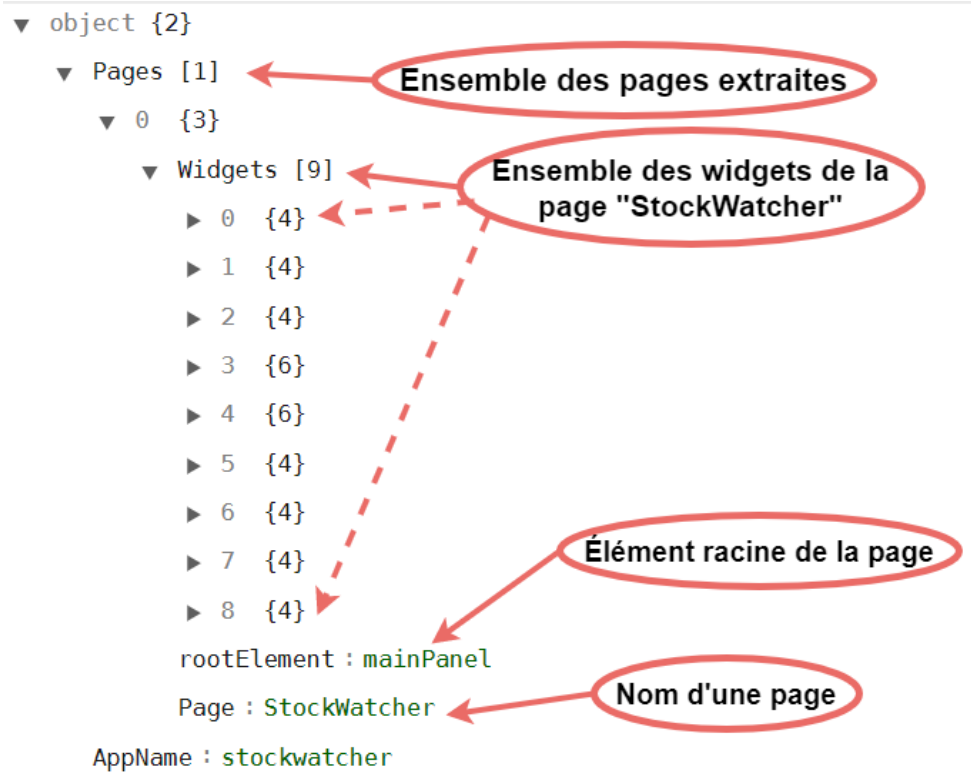 object {2}
Pages [1]
Ensemble des pages extraites
0 {3}
Widgets [9]
Ensemble des widgets de la
page "StockWatcher"
0 {4}
1 {4}
2 {4}
3 {6}
4 {6}
5 {4}
6 {4}
7 {4}
8 {4}
Élément racine de la page
rootElement : mainPanel
Nom d'une page
Page : StockWatcher
AppName : stockwatcher